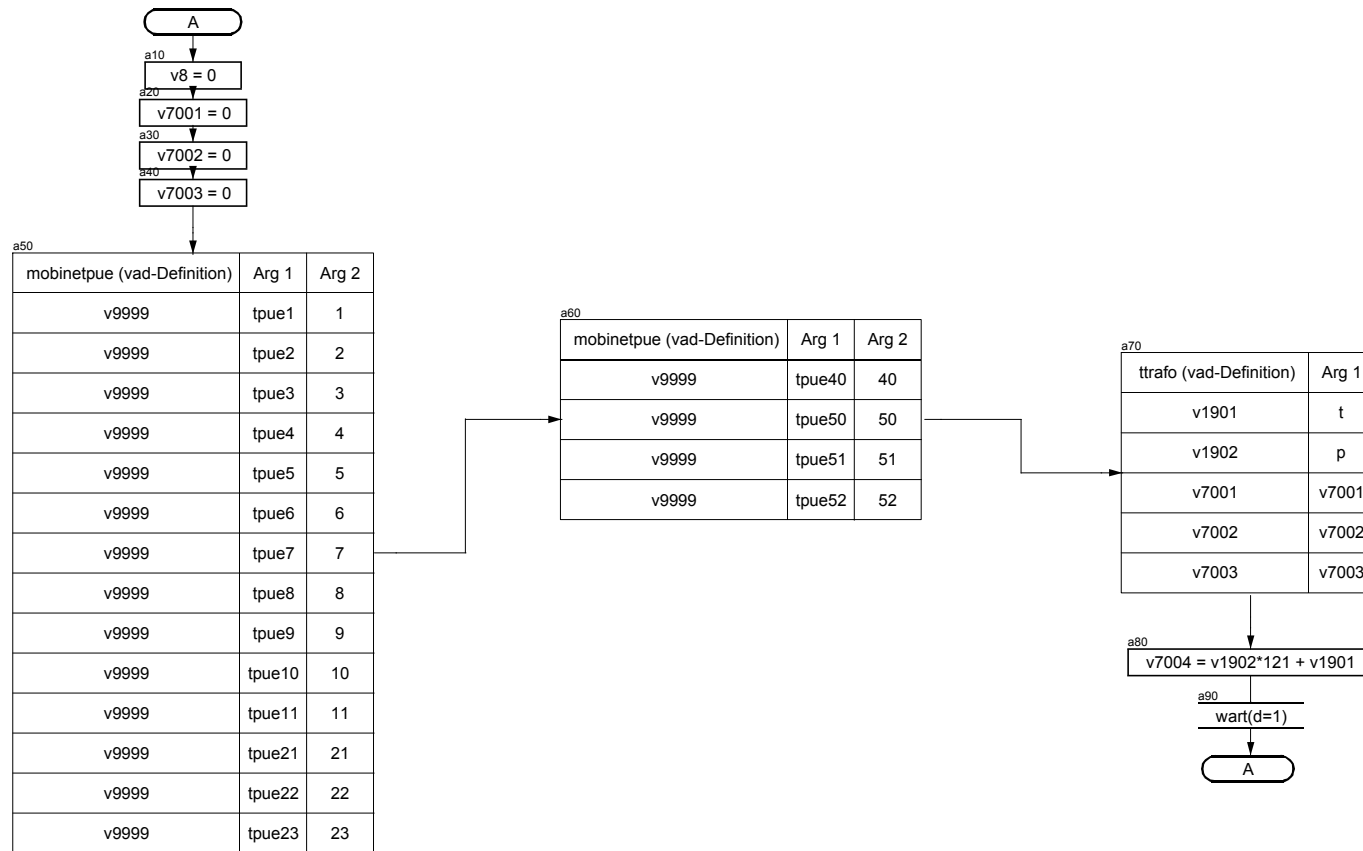 A
a10
v8 = 0
a20
v7001 = 0
a30
v7002 = 0
a40
v7003 = 0
a50
mobinetpue (vad-Definition) Arg 1 Arg 2
v9999 tpue1 1
v9999 tpue2 2
v9999 tpue3 3
v9999 tpue4 4
v9999 tpue5 5
v9999 tpue6 6
v9999 tpue7 7
v9999 tpue8 8
v9999 tpue9 9
v9999 tpue10 10
v9999 tpue11 11
v9999 tpue21 21
v9999 tpue22 22
v9999 tpue23 23
a60
mobinetpue (vad-Definition) Arg 1 Arg 2
v9999 tpue40 40
v9999 tpue50 50
v9999 tpue51 51
v9999 tpue52 52
a70
ttrafo (vad-Definition) Arg 1
v1901 t
v1902 p
v7001 v7001
v7002 v7002
v7003 v7003
a80
v7004 = v1902*121 + v1901
a90
wart(d=1)
A